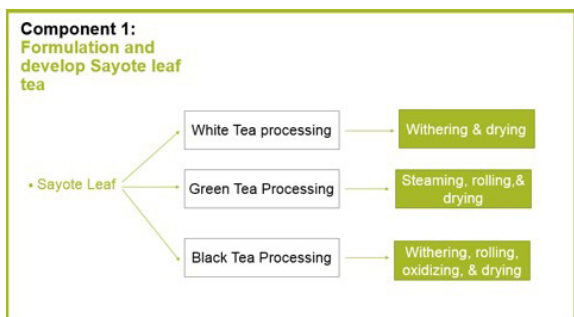 Component 1:
Formulation and
develop Sayote leaf
tea
White Tea processing
Withering & drying
• Sayote Leaf
Green Tea Processing
Steaming, rolling,&
drying
Black Tea Processing
Withering, rolling,
oxidizing, & drying